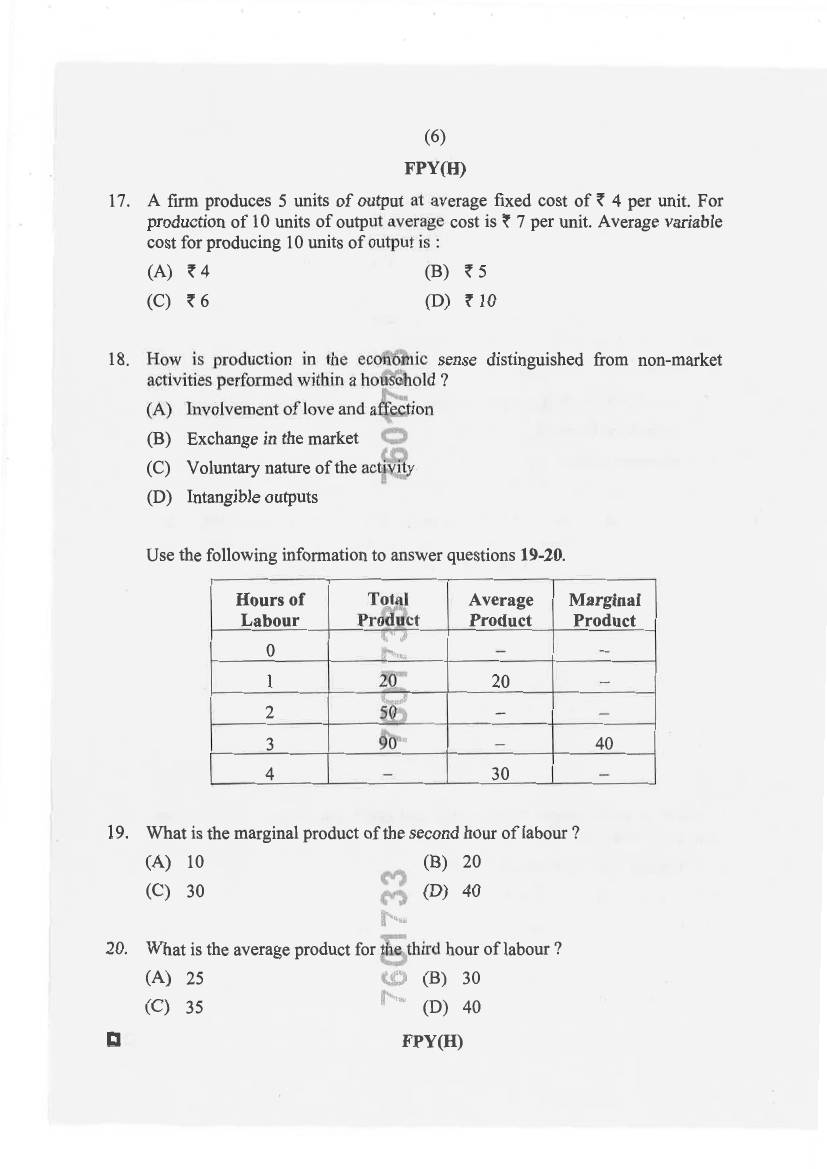 (6)
FPY(H)
17. A firm produces 5 units of output at average fixed cost of ₹ 4 per unit. For
production of 10 units of output average cost is ₹ 7 per unit. Average variable
cost for producing 10 units of output is :
(A) ₹ 4 (B) ₹ 5
(C) ₹ 6 (D) ₹ 10
18. How is production in the economic sense distinguished from non-market
activities performed within a household ?
(A) Involvement of love and affection
(B) Exchange in the market
(C) Voluntary nature of the activity
(D) Intangible outputs
7601733
Use the following information to answer questions 19-20.
Hours of Total Average Marginal
Labour Product Product Product
0 – –
1 20 20 –
2 50 – –
3 90 – 40
4 – 30 –
7601733
19. What is the marginal product of the second hour of labour ?
(A) 10 (B) 20
(C) 30 (D) 40
20. What is the average product for the third hour of labour ?
(A) 25 (B) 30
(C) 35 (D) 40
7601733
FPY(H)